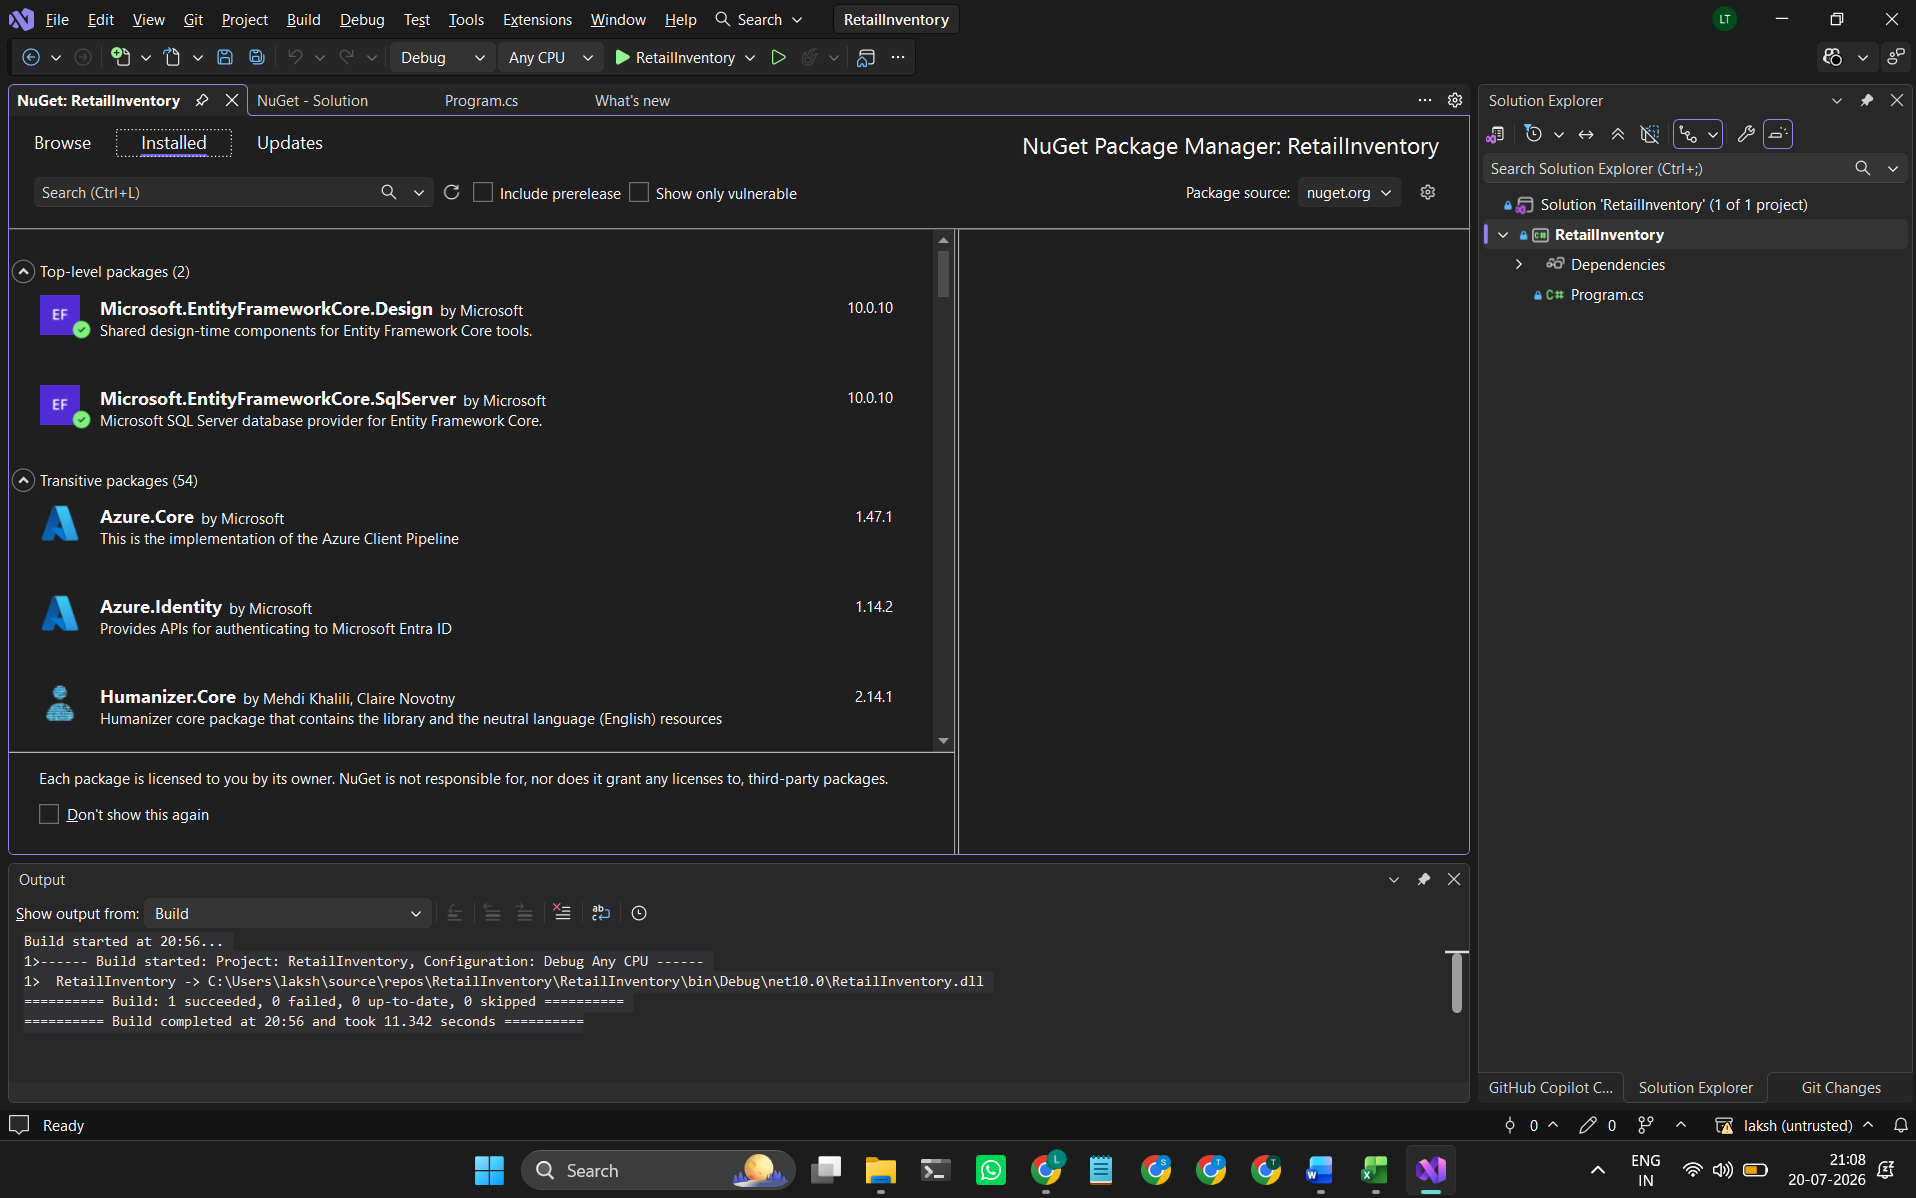 File Edit View Git Project Build Debug Test Tools Extensions Window Help Search RetailInventory LT
Debug Any CPU RetailInventory
NuGet: RetailInventory NuGet - Solution Program.cs What's new
Browse Installed Updates
NuGet Package Manager: RetailInventory
Search (Ctrl+L) Include prerelease Show only vulnerable Package source: nuget.org
Top-level packages (2)
EF Microsoft.EntityFrameworkCore.Design by Microsoft 10.0.10
Shared design-time components for Entity Framework Core tools.
EF Microsoft.EntityFrameworkCore.SqlServer by Microsoft 10.0.10
Microsoft SQL Server database provider for Entity Framework Core.
Transitive packages (54)
Azure.Core by Microsoft 1.47.1
This is the implementation of the Azure Client Pipeline
Azure.Identity by Microsoft 1.14.2
Provides APIs for authenticating to Microsoft Entra ID
Humanizer.Core by Mehdi Khalili, Claire Novotny 2.14.1
Humanizer core package that contains the library and the neutral language (English) resources
Each package is licensed to you by its owner. NuGet is not responsible for, nor does it grant any licenses to, third-party packages.
Don't show this again
Output
Show output from: Build
Build started at 20:56...
1>------ Build started: Project: RetailInventory, Configuration: Debug Any CPU ------
1>  RetailInventory -> C:\Users\laksh\source\repos\RetailInventory\RetailInventory\bin\Debug\net10.0\RetailInventory.dll
========== Build: 1 succeeded, 0 failed, 0 up-to-date, 0 skipped ==========
========== Build completed at 20:56 and took 11.342 seconds ==========
Solution Explorer
Search Solution Explorer (Ctrl+;)
Solution 'RetailInventory' (1 of 1 project)
C# RetailInventory
Dependencies
C# Program.cs
GitHub Copilot C... Solution Explorer Git Changes
Ready 0 0 laksh (untrusted)
Search
ENG
IN
21:08
20-07-2026